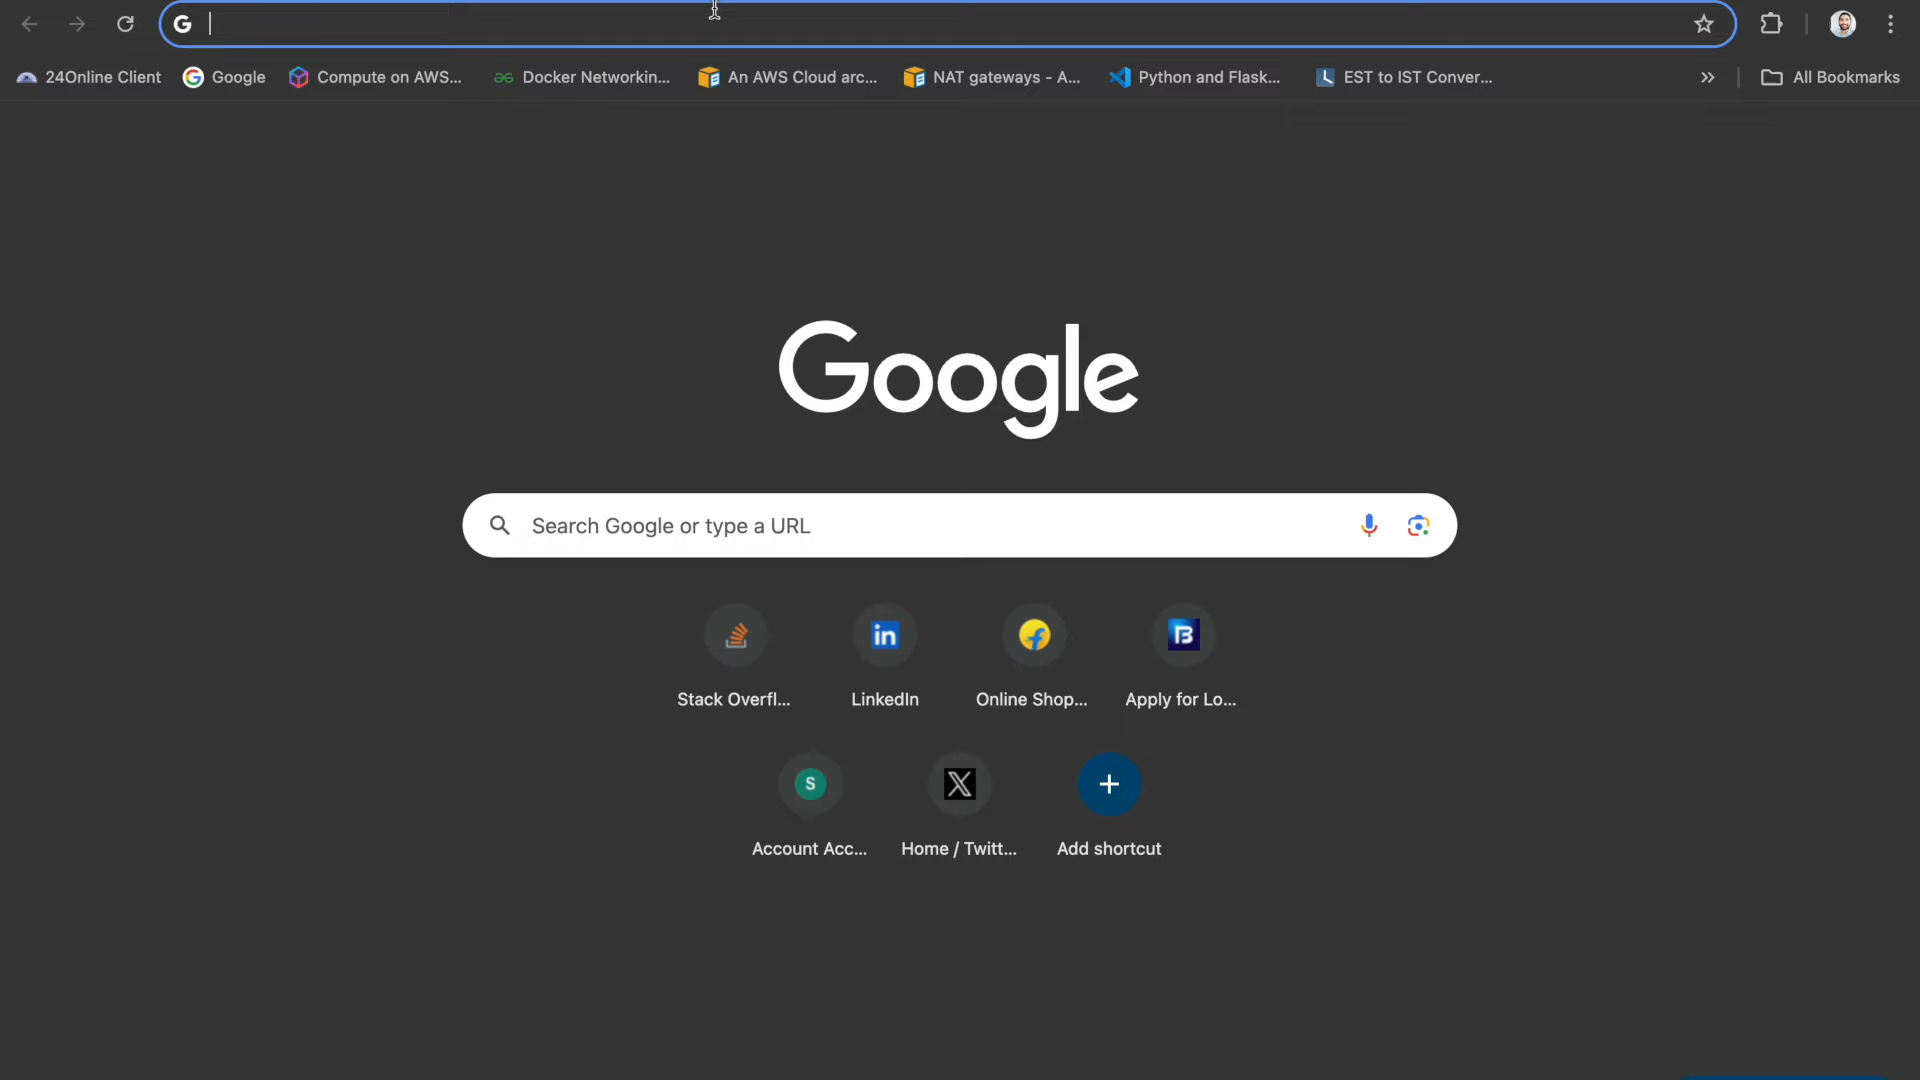 24Online Client
Google
Compute on AWS...
Docker Networkin...
An AWS Cloud arc...
NAT gateways - A...
Python and Flask...
EST to IST Conver...
All Bookmarks
Google
Search Google or type a URL
Stack Overfl...
LinkedIn
Online Shop...
Apply for Lo...
S
Account Acc...
Home / Twitt...
Add shortcut